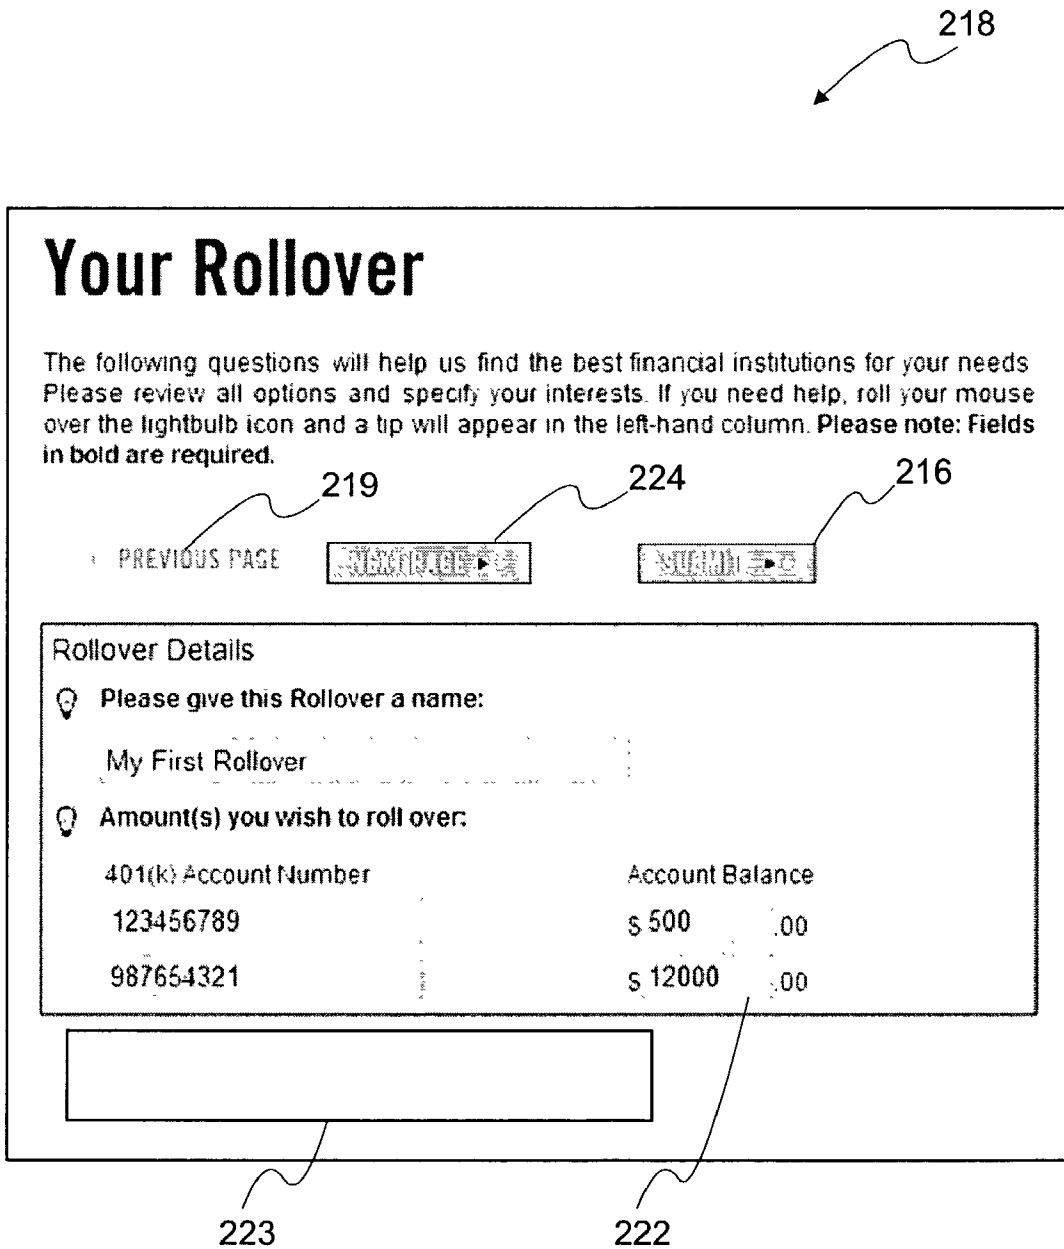 218
Your Rollover
The following questions will help us find the best financial institutions for your needs
Please review all options and specify your interests. If you need help, roll your mouse
over the lightbulb icon and a tip will appear in the left-hand column. Please note: Fields
in bold are required.
219 224 216
PREVIOUS PAGE NEXT PAGE SUBMIT
Rollover Details
Please give this Rollover a name:
My First Rollover
Amount(s) you wish to roll over:
401(k) Account Number Account Balance
123456789 $ 500 .00
987654321 $ 12000 .00
223 222